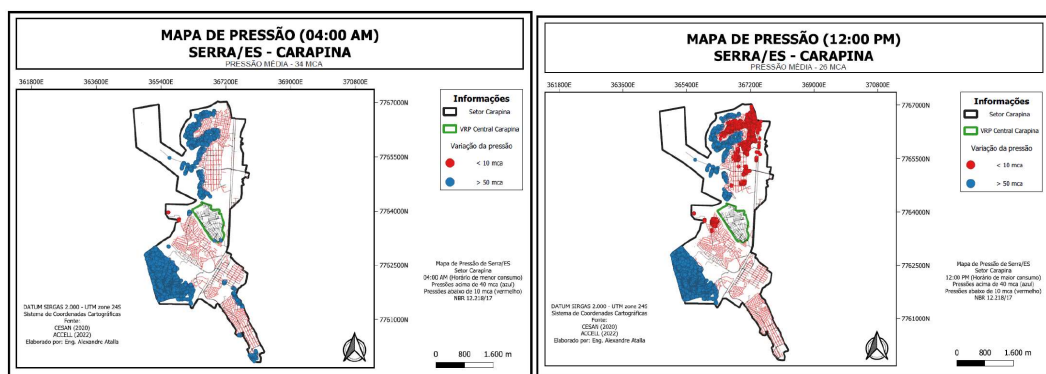 MAPA DE PRESSÃO (04:00 AM)
SERRA/ES - CARAPINA
PRESSÃO MÉDIA - 34 MCA
361800E 363600E 365400E 367200E 369000E 370800E
7767000N
7765500N
7764000N
7762500N
7761000N
Informações
Setor Carapina
VRP Central Carapina
Variação da pressão
< 10 mca
> 50 mca
Mapa de Pressão de Serra/ES
Setor Carapina
04:00 AM (Horário de menor consumo)
Pressões acima de 40 mca (azul)
Pressões abaixo de 10 mca (vermelho)
NBR 12.218/17
DATUM SIRGAS 2.000 - UTM zone 24S
Sistema de Coordenadas Cartográficas
Fonte:
CESAN (2020)
ACCELL (2022)
Elaborado por: Eng. Alexandre Atalla
0 800 1.600 m
MAPA DE PRESSÃO (12:00 PM)
SERRA/ES - CARAPINA
PRESSÃO MÉDIA - 26 MCA
361800E 363600E 365400E 367200E 369000E 370800E
7767000N
7765500N
7764000N
7762500N
7761000N
Informações
Setor Carapina
VRP Central Carapina
Variação da pressão
< 10 mca
> 50 mca
Mapa de Pressão de Serra/ES
Setor Carapina
12:00 PM (Horário de maior consumo)
Pressões acima de 40 mca (azul)
Pressões abaixo de 10 mca (vermelho)
NBR 12.218/17
DATUM SIRGAS 2.000 - UTM zone 24S
Sistema de Coordenadas Cartográficas
Fonte:
CESAN (2020)
ACCELL (2022)
Elaborado por: Eng. Alexandre Atalla
0 800 1.600 m